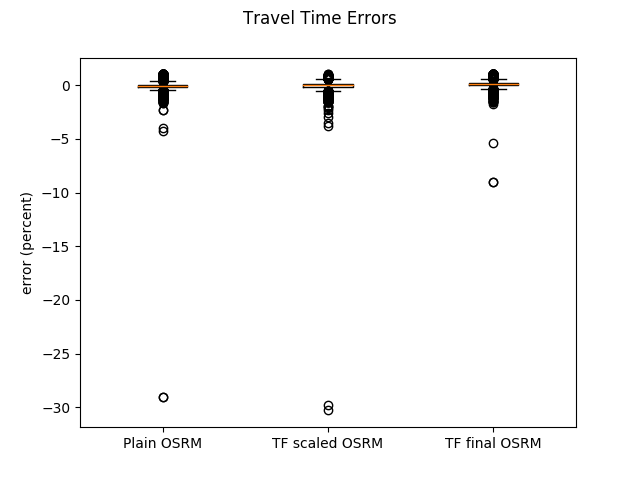 Travel Time Errors
error (percent)
0
−5
−10
−15
−20
−25
−30
Plain OSRM
TF scaled OSRM
TF final OSRM